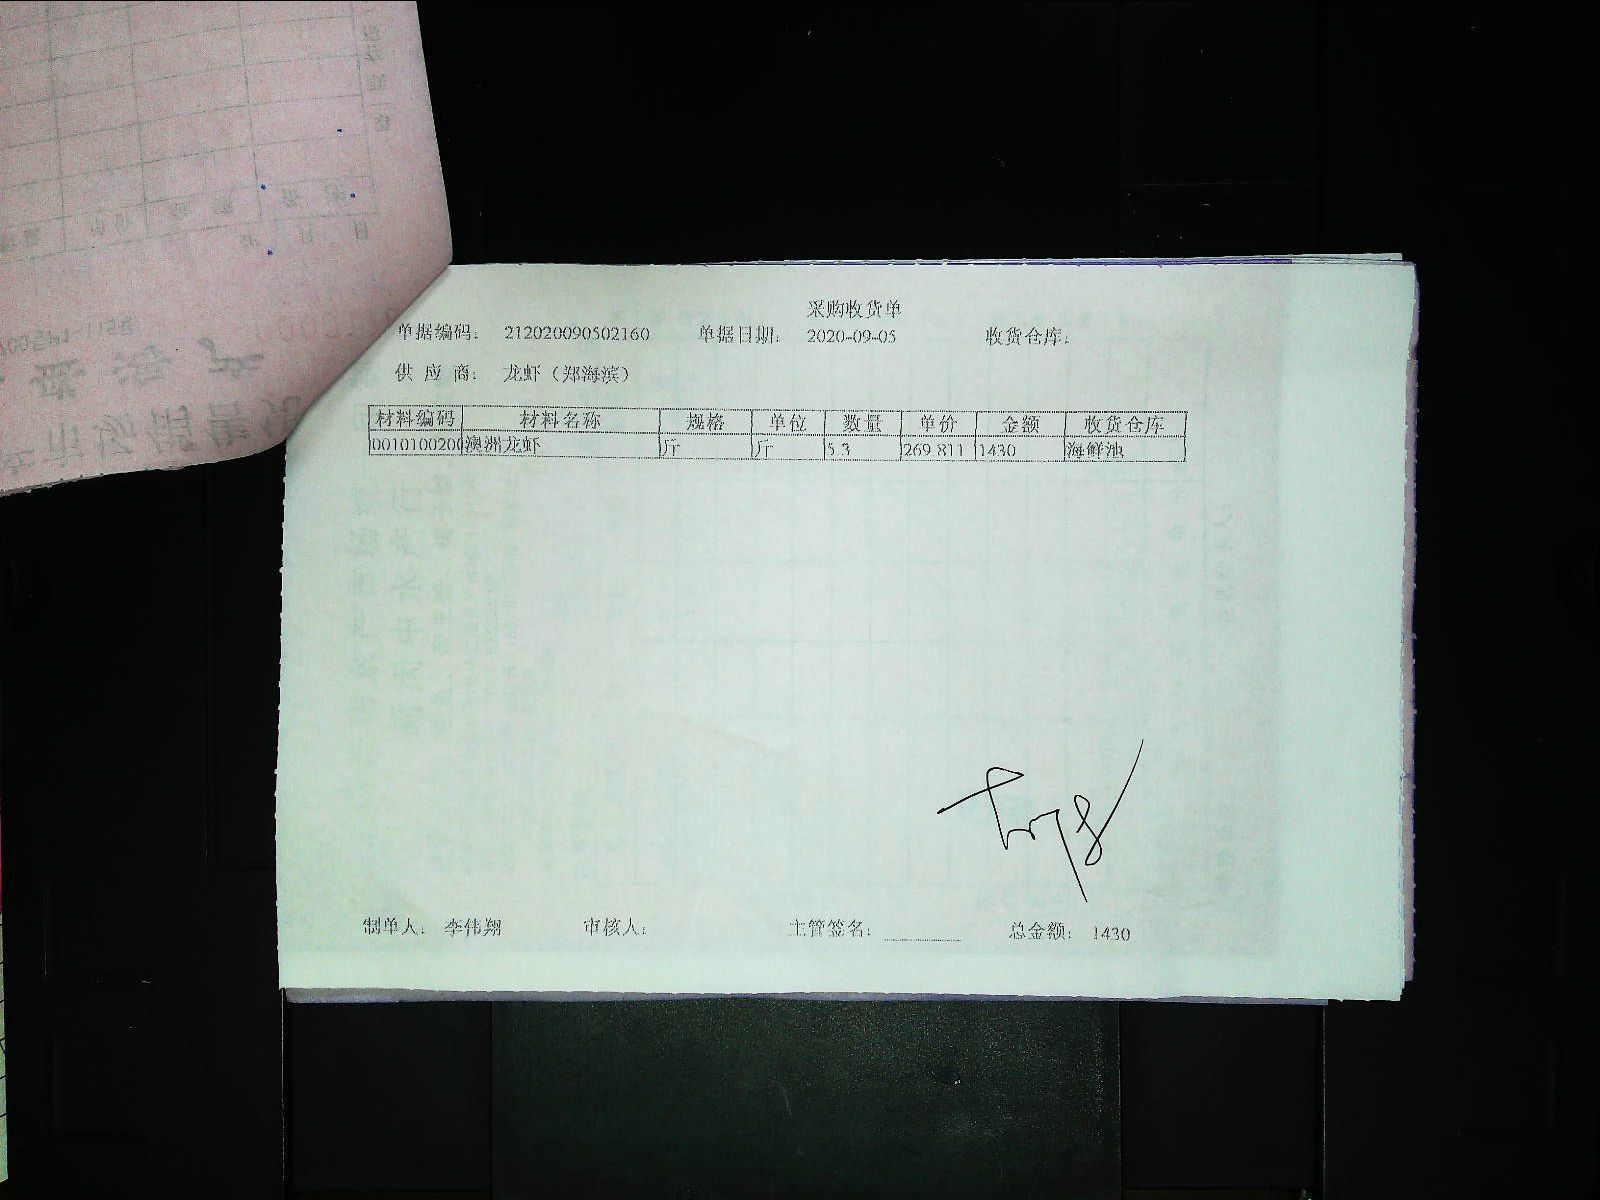 采购收货单
单据编码： 212020090502160 单据日期： 2020-09-05 收货仓库：
供 应 商： 龙虾（郑海滨）
材料编码 材料名称 规格 单位 数量 单价 金额 收货仓库
0010100200 澳洲龙虾 斤 斤 5.3 269.811 1430 海鲜池
制单人： 李伟翔 审核人： 主管签名： 总金额： 1430